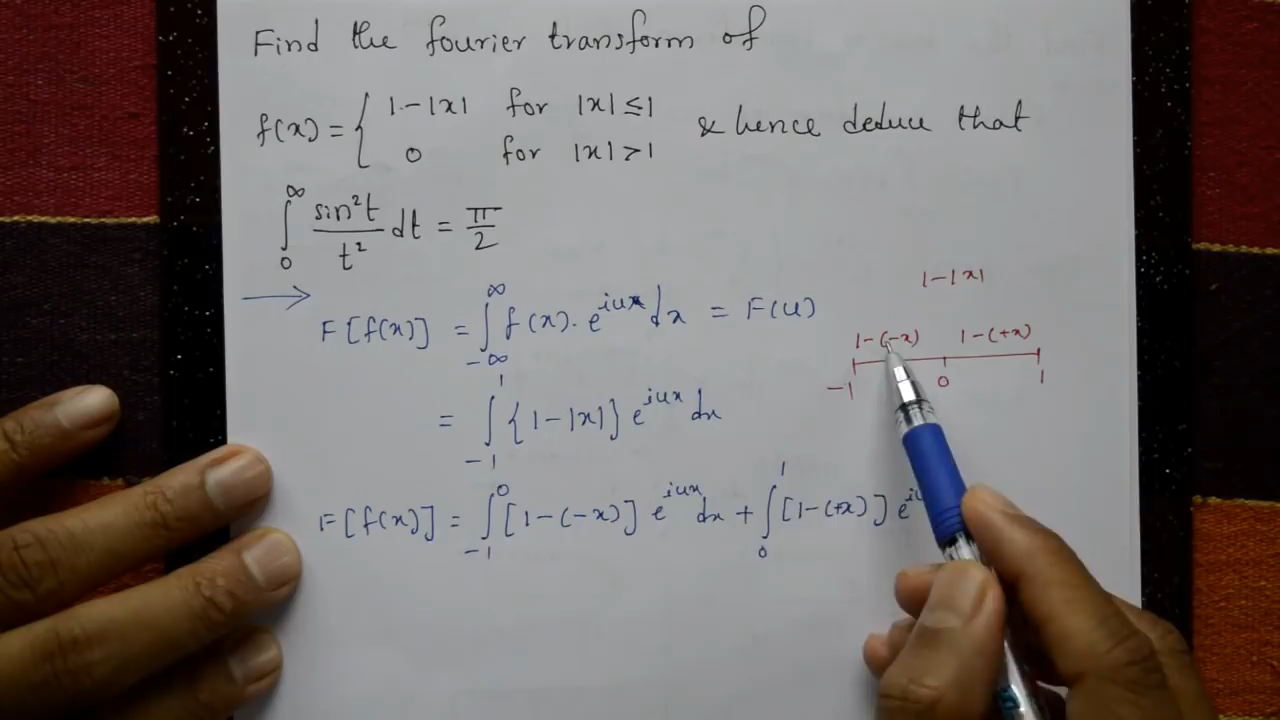 Find the fourier transform of
f(x) = { 1 - |x| for |x| ≤ 1
0 for |x| > 1
& hence deduce that
∫₀^∞ sin²t / t² dt = π/2
→ F[f(x)] = ∫_{-∞}^{∞} f(x). e^{iux} dx = F(u)
= ∫_{-1}^{1} {1 - |x|} e^{iux} dx
F[f(x)] = ∫_{-1}^{0} [1 - (-x)] e^{iux} dx + ∫_{0}^{1} [1 - (+x)] e
1 - |x|
1 - (-x) 1 - (+x)
-1 0 1